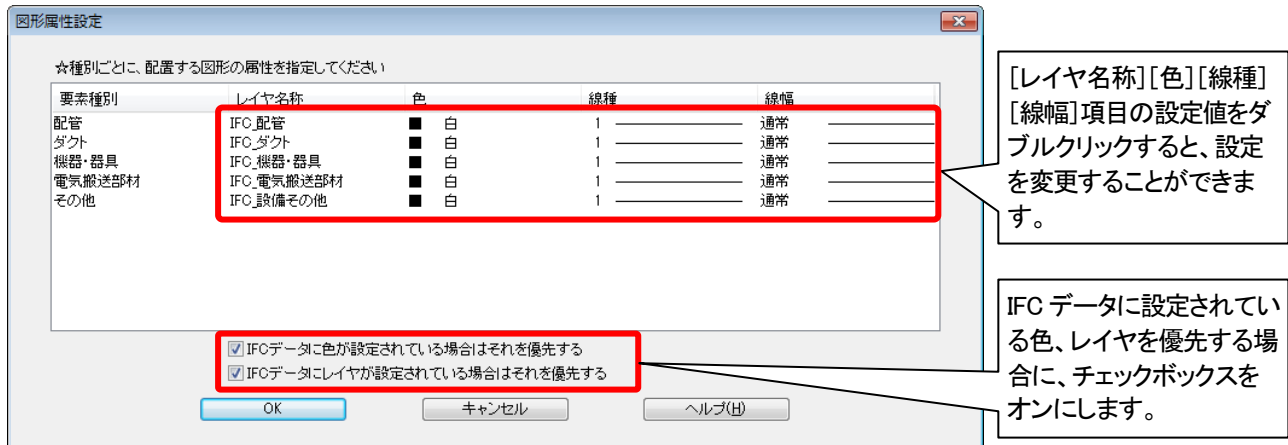 図形属性設定
☆種別ごとに、配置する図形の属性を指定してください
要素種別 レイヤ名称 色 線種 線幅
配管 IFC_配管 ■ 白 1 通常
ダクト IFC_ダクト ■ 白 1 通常
機器・器具 IFC_機器・器具 ■ 白 1 通常
電気搬送部材 IFC_電気搬送部材 ■ 白 1 通常
その他 IFC_設備その他 ■ 白 1 通常
IFCデータに色が設定されている場合はそれを優先する
IFCデータにレイヤが設定されている場合はそれを優先する
OK キャンセル ヘルプ(H)
[レイヤ名称][色][線種]
[線幅]項目の設定値をダ
ブルクリックすると、設定
を変更することができま
す。
IFC データに設定されてい
る色、レイヤを優先する場
合に、チェックボックスを
オンにします。